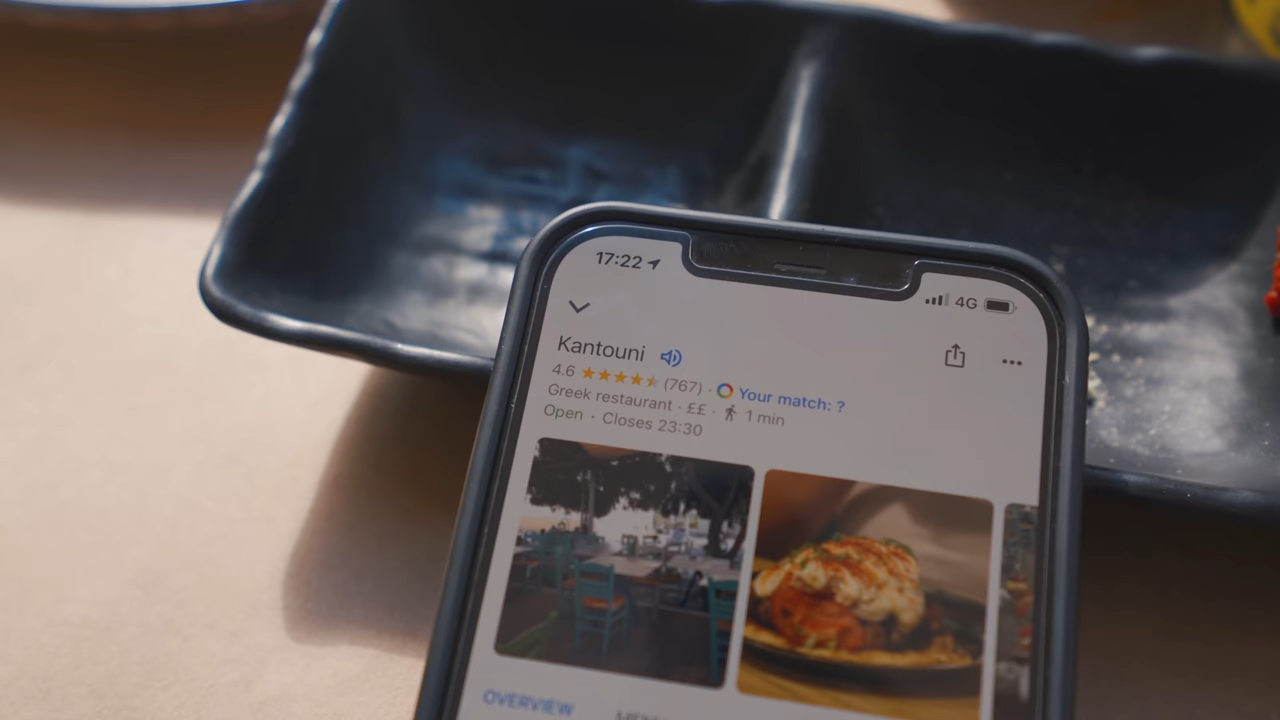 17:22
4G
Kantouni
4.6 (767) · Your match: ?
Greek restaurant · ££ · 1 min
Open · Closes 23:30
OVERVIEW